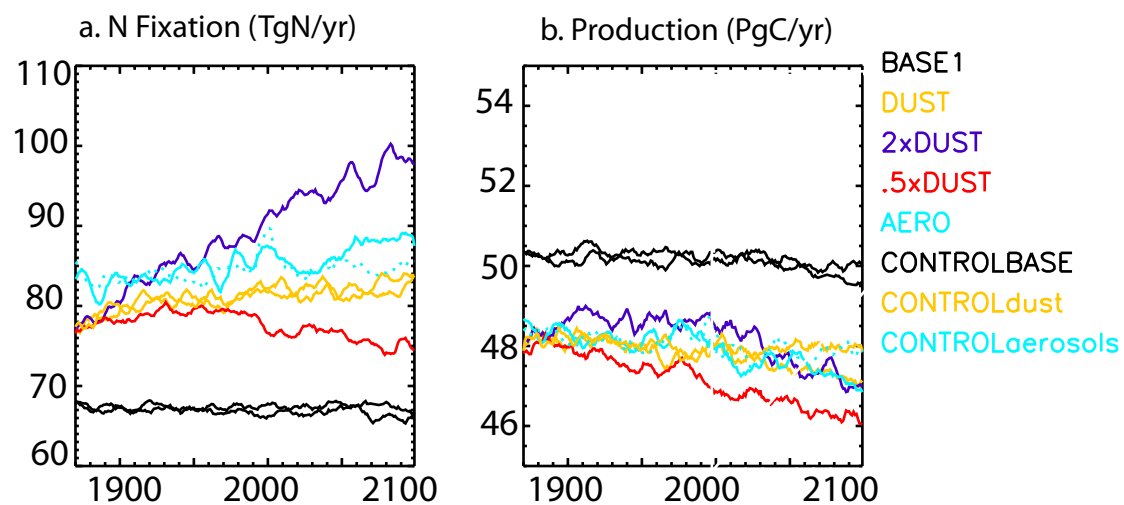 a. N Fixation (TgN/yr)
110
100
90
80
70
60
1900
2000
2100
b. Production (PgC/yr)
54
52
50
48
46
1900
2000
2100
BASE1
DUST
2xDUST
.5xDUST
AERO
CONTROLBASE
CONTROLdust
CONTROLaerosols